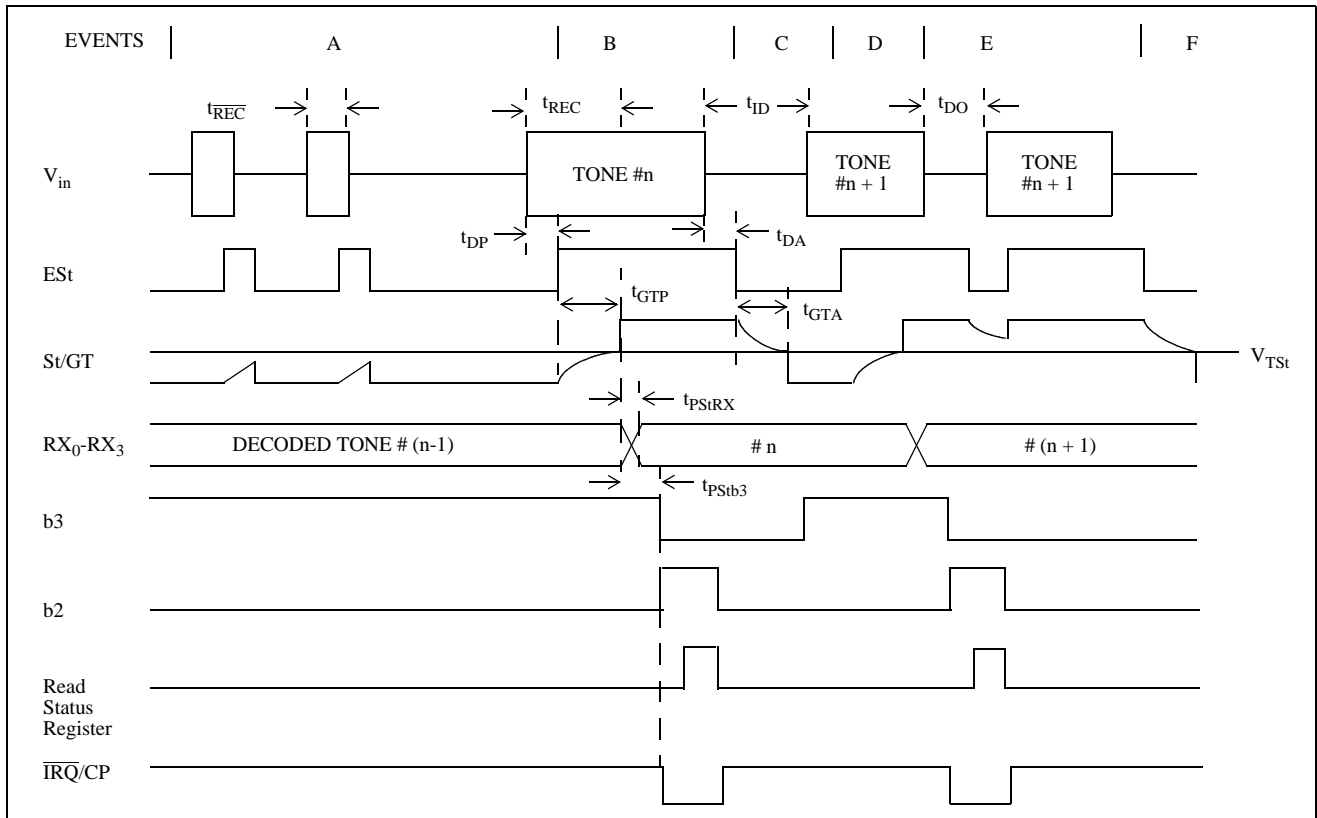 EVENTS A B C D E F
tREC tREC tID tDO
Vin TONE #n TONE #n + 1 TONE #n + 1
tDP tDA
ESt
tGTP tGTA
St/GT VTSt
tPStRX
RX0-RX3 DECODED TONE # (n-1) # n # (n + 1)
tPStb3
b3
b2
Read
Status
Register
IRQ/CP